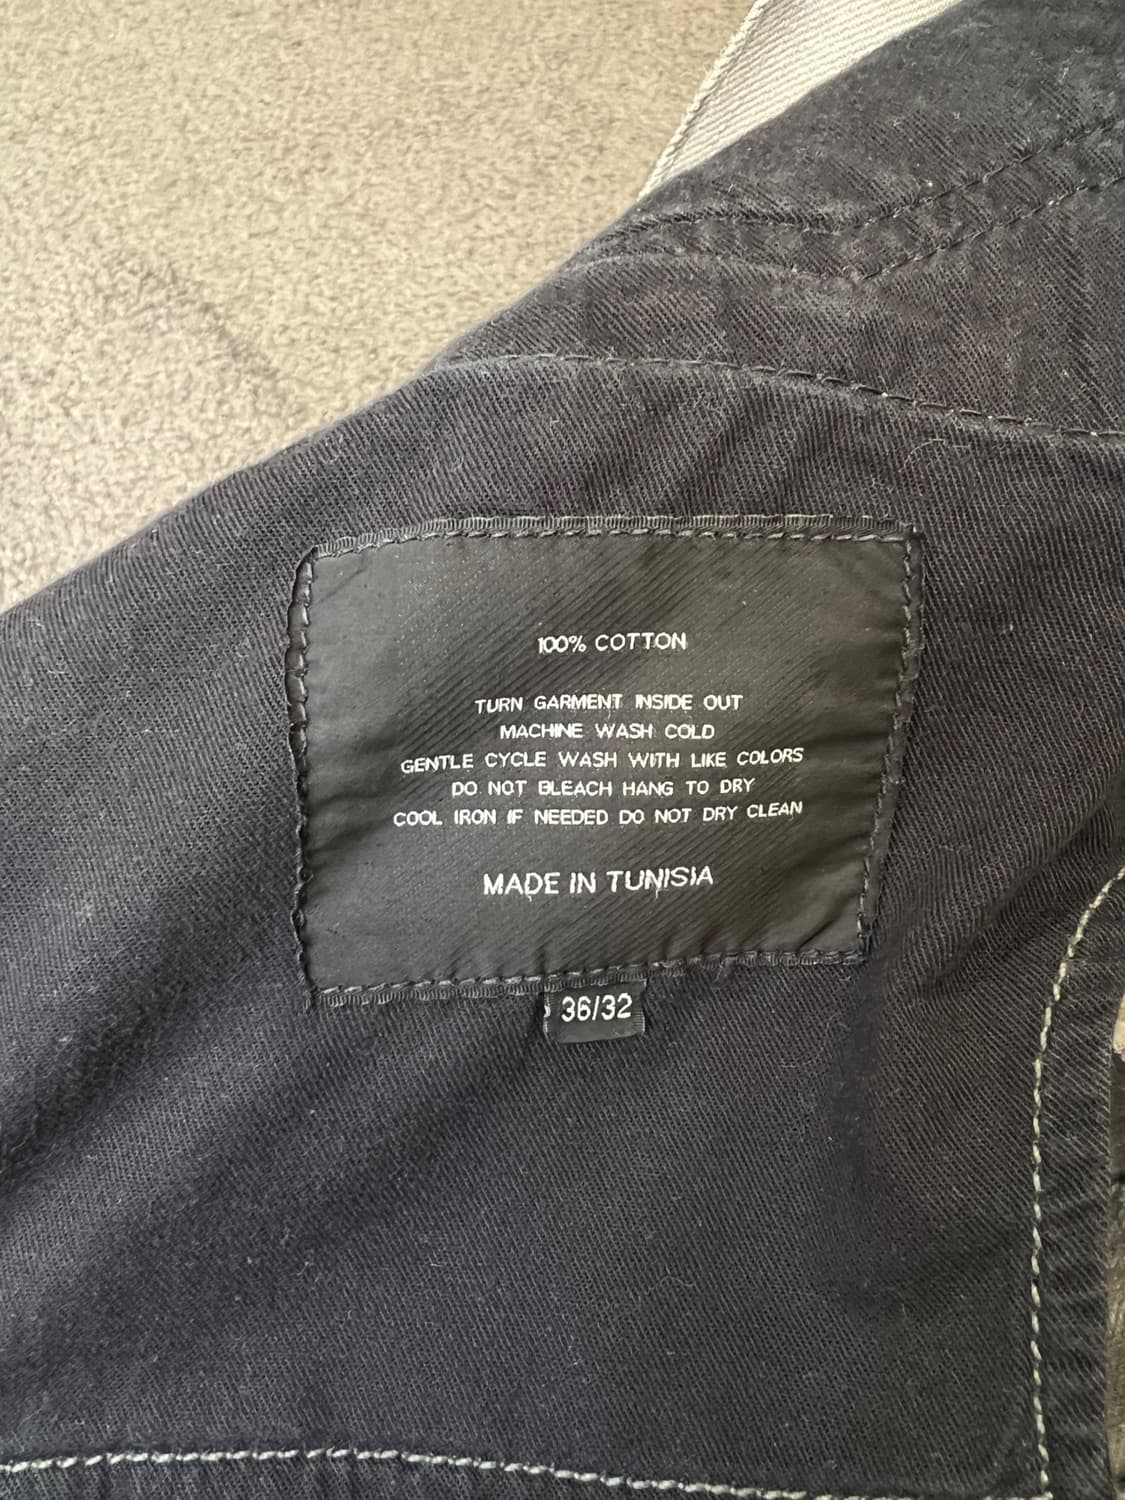 100% COTTON
TURN GARMENT INSIDE OUT
MACHINE WASH COLD
GENTLE CYCLE WASH WITH LIKE COLORS
DO NOT BLEACH HANG TO DRY
COOL IRON IF NEEDED DO NOT DRY CLEAN
MADE IN TUNISIA
36/32